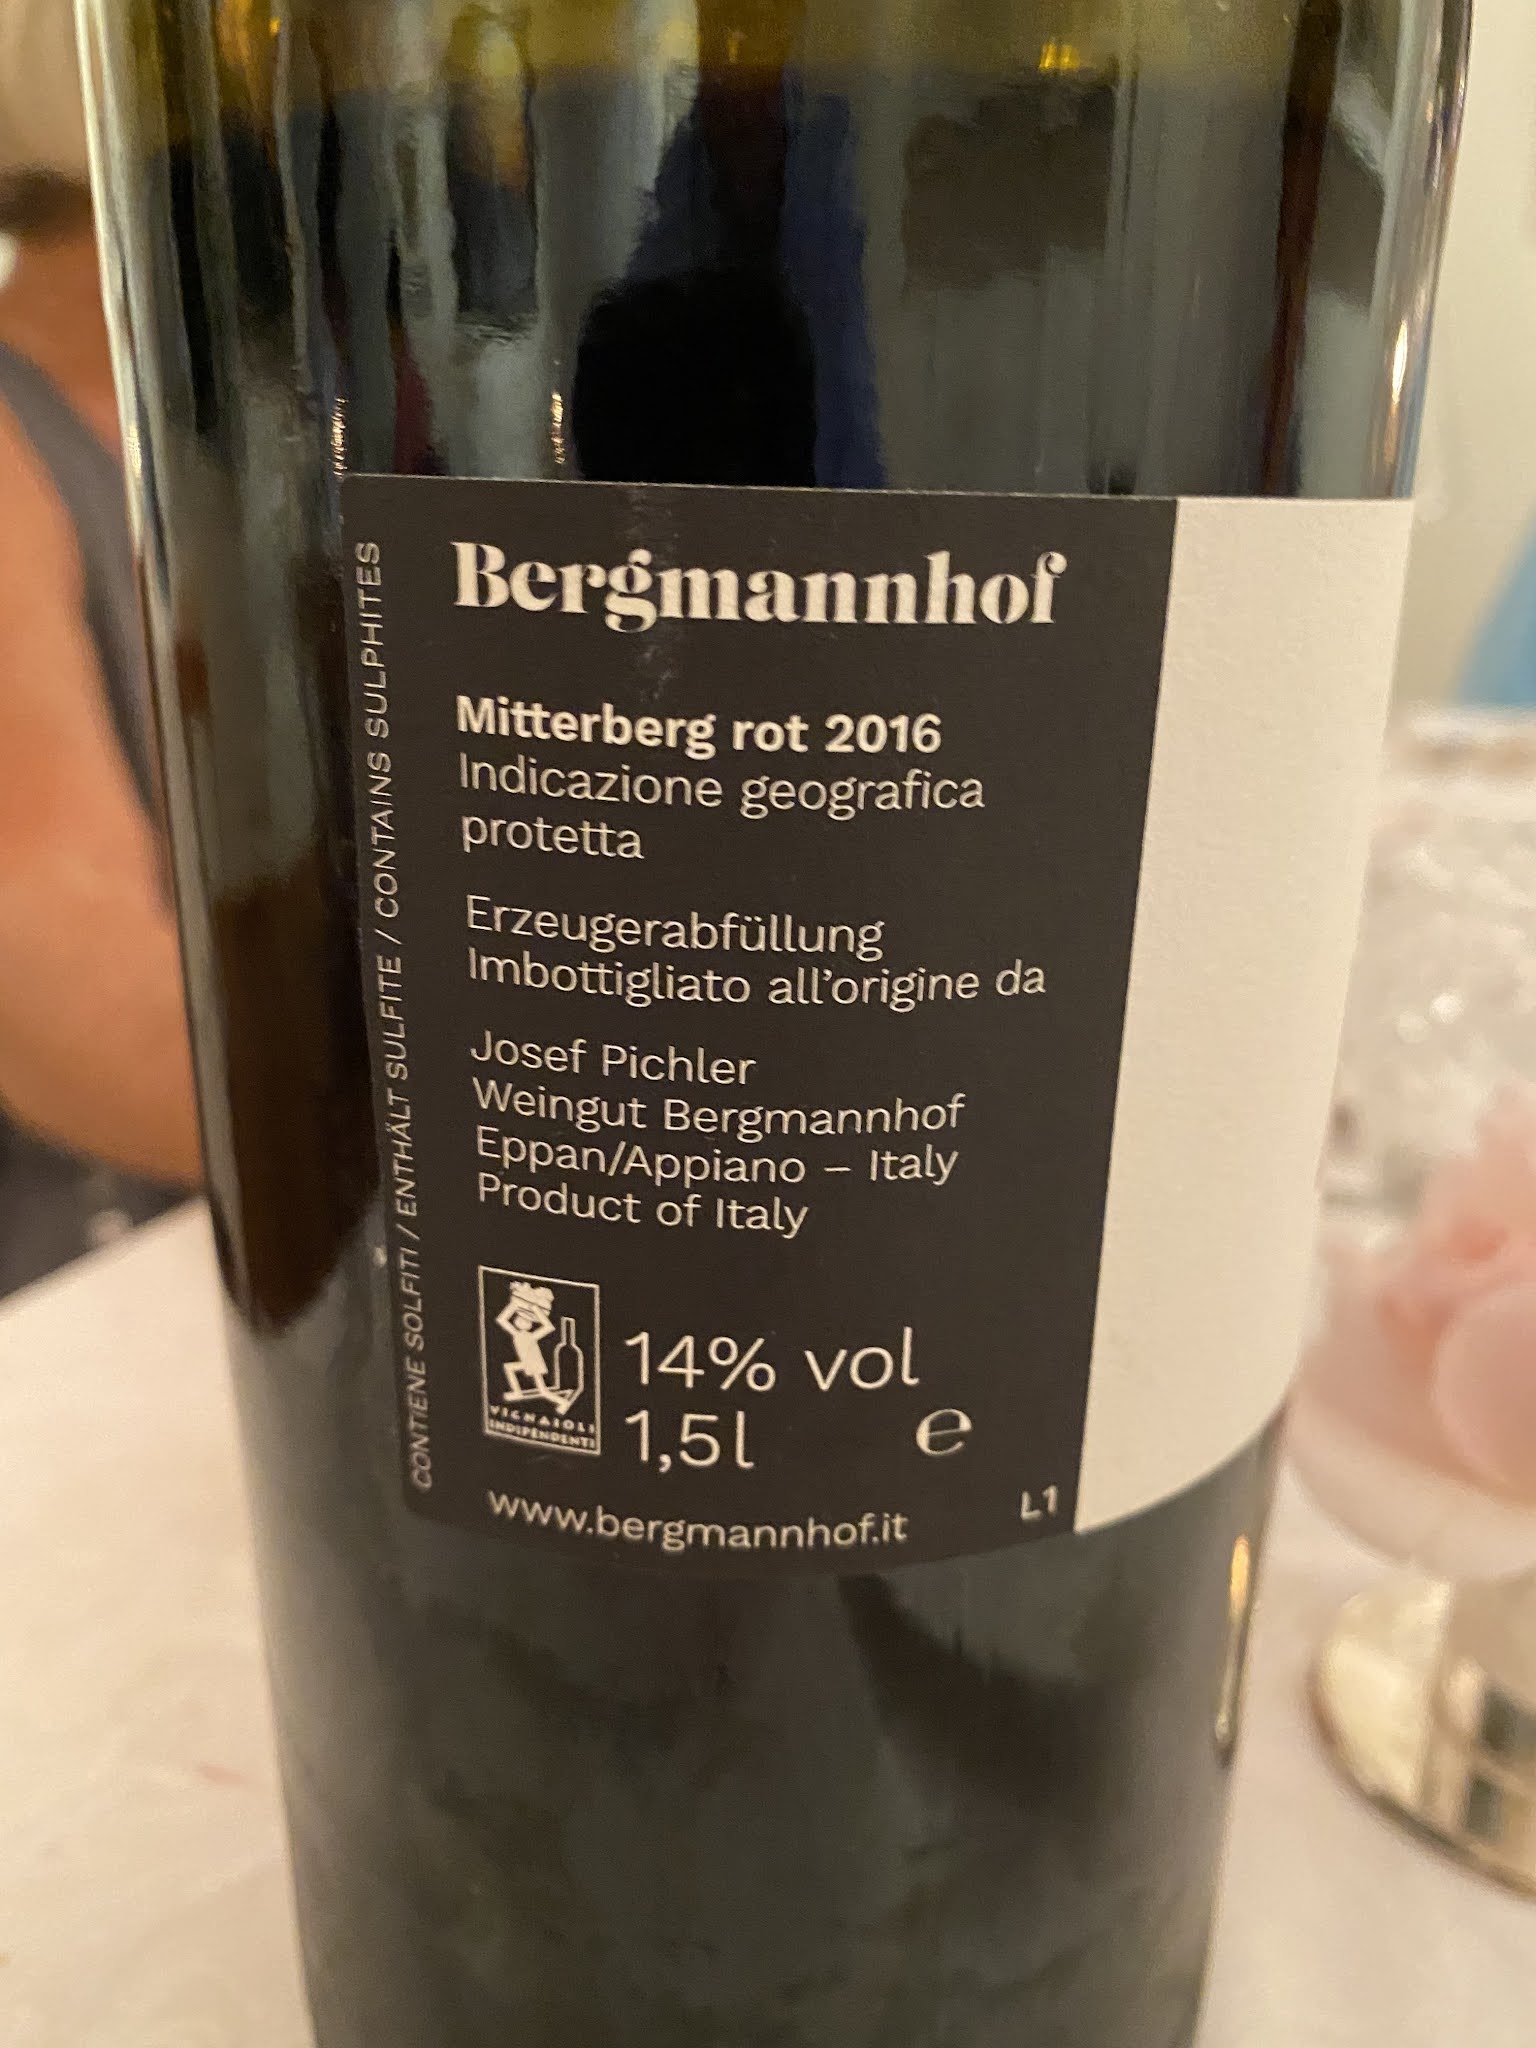 Bergmannhof
Mitterberg rot 2016
Indicazione geografica
protetta
Erzeugerabfüllung
Imbottigliato all'origine da
Josef Pichler
Weingut Bergmannhof
Eppan/Appiano – Italy
Product of Italy
VIGNAIOLI
INDIPENDENTI
14% vol
1,5l e
www.bergmannhof.it L1
CONTIENE SOLFITI / ENTHÄLT SULFITE / CONTAINS SULPHITES